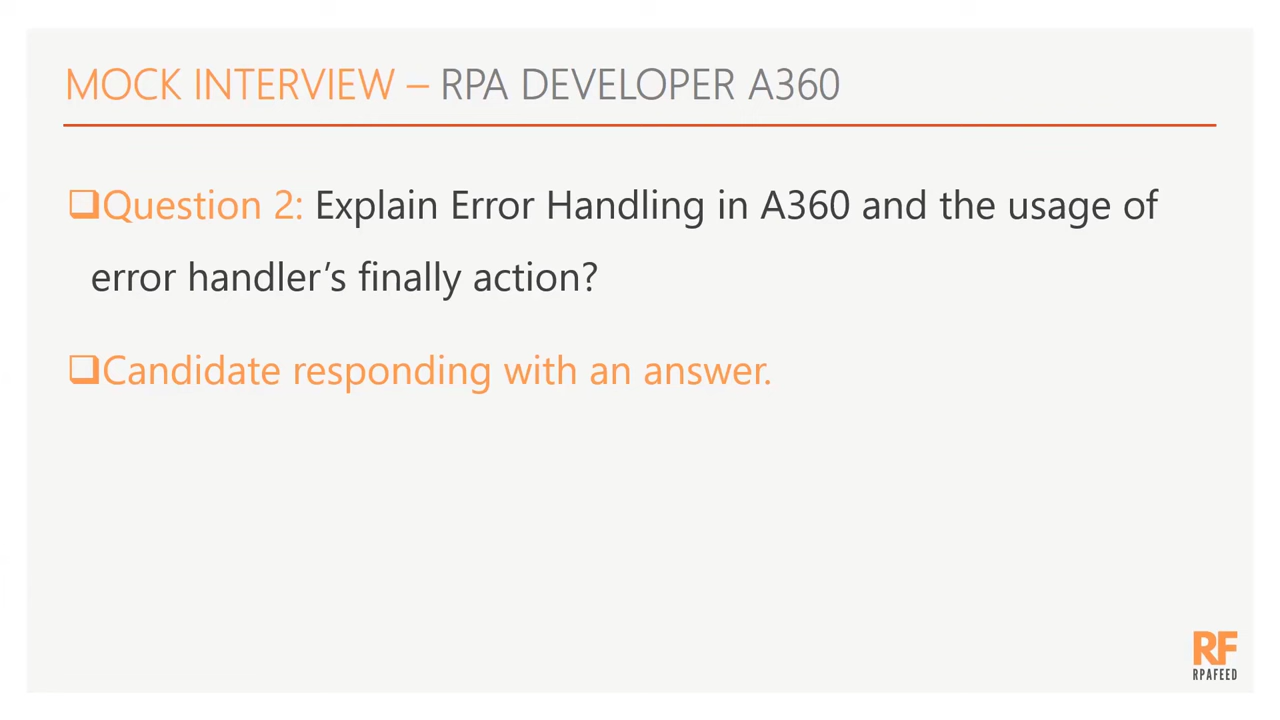 MOCK INTERVIEW – RPA DEVELOPER A360
❑Question 2: Explain Error Handling in A360 and the usage of
error handler’s finally action?
❑Candidate responding with an answer.
RF
RPAFEED